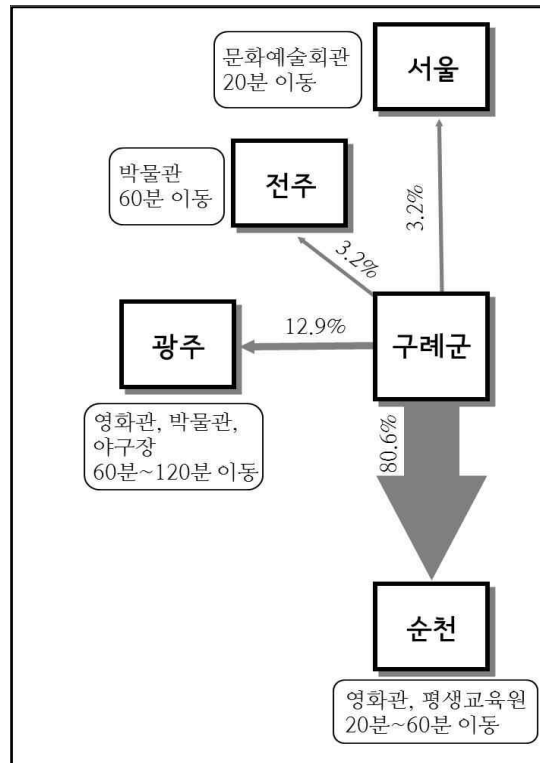 문화예술회관
20분 이동
서울
박물관
60분 이동
전주
3.2%
3.2%
광주
12.9%
구례군
영화관, 박물관,
야구장
60분~120분 이동
80.6%
순천
영화관, 평생교육원
20분~60분 이동